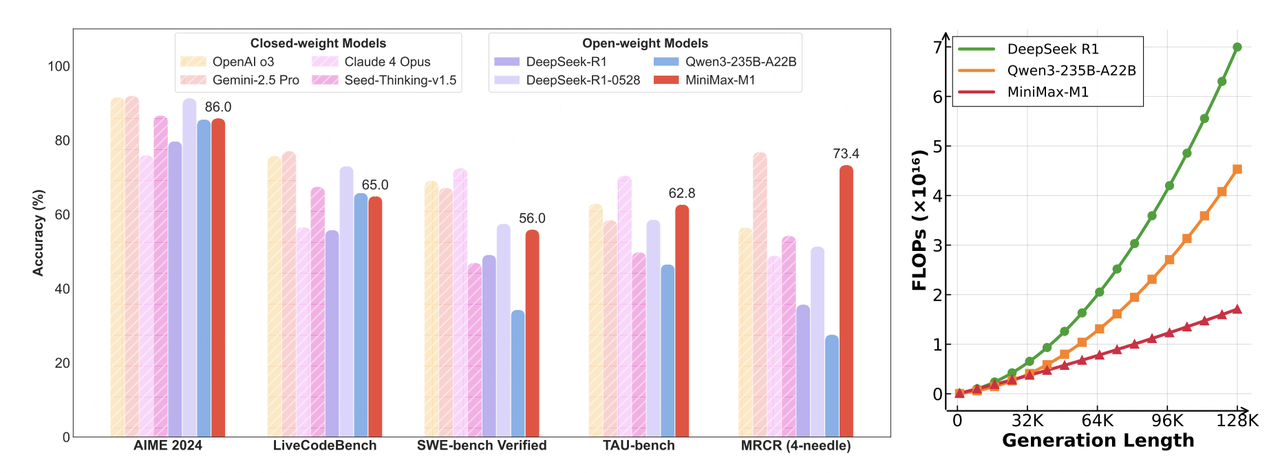 Closed-weight Models
OpenAI o3
Claude 4 Opus
Gemini-2.5 Pro
Seed-Thinking-v1.5
Open-weight Models
DeepSeek-R1
Qwen3-235B-A22B
DeepSeek-R1-0528
MiniMax-M1
Accuracy (%)
100
80
60
40
20
0
86.0
65.0
56.0
62.8
73.4
AIME 2024
LiveCodeBench
SWE-bench Verified
TAU-bench
MRCR (4-needle)
DeepSeek R1
Qwen3-235B-A22B
MiniMax-M1
FLOPs (×10¹⁶)
7
6
5
4
3
2
1
0
0
32K
64K
96K
128K
Generation Length